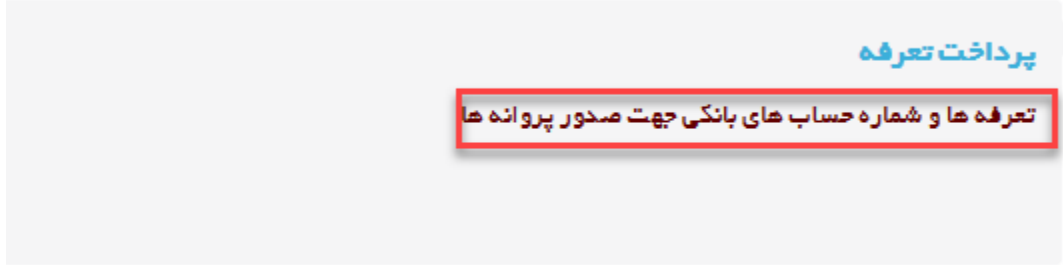 پرداخت تعرفه
تعرفه ها و شماره حساب های بانکی جهت صدور پروانه ها